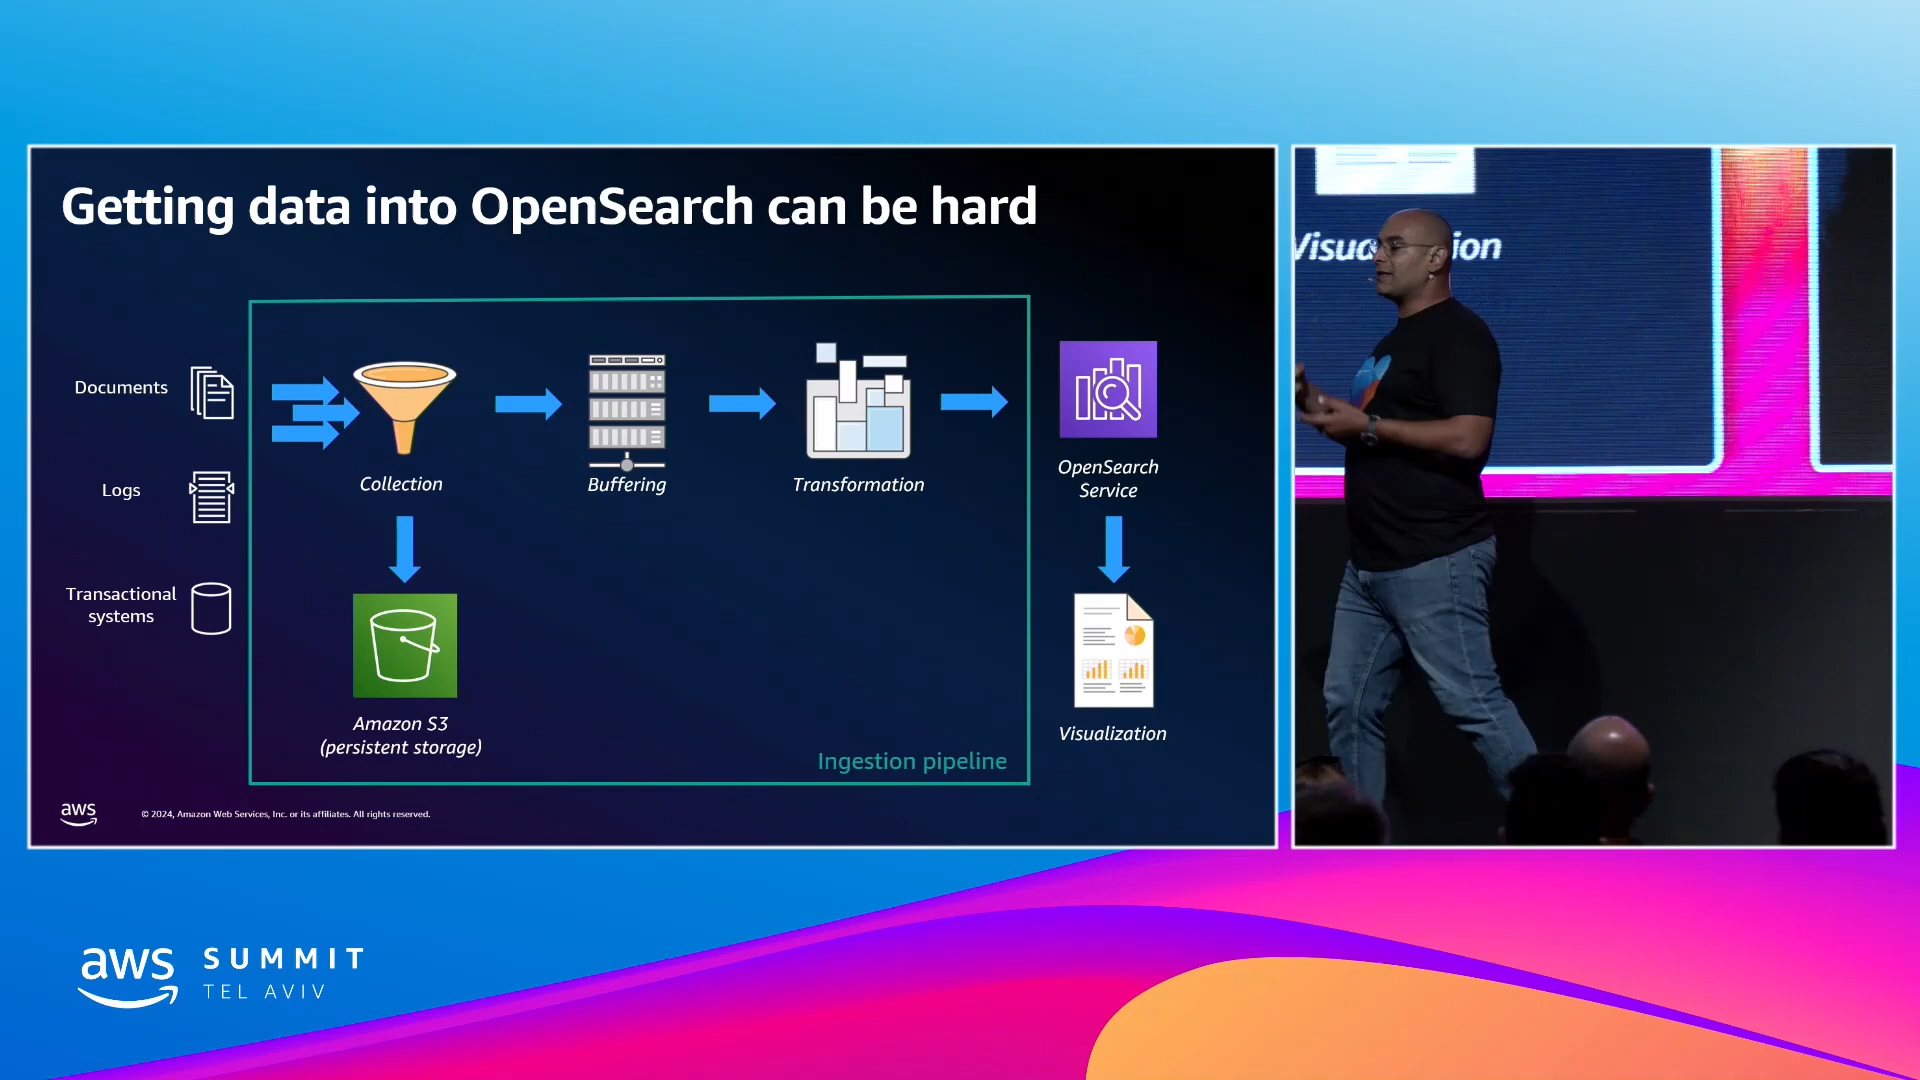 Getting data into OpenSearch can be hard
Documents
Logs
Transactional
systems
Collection
Buffering
Transformation
OpenSearch
Service
Amazon S3
(persistent storage)
Visualization
Ingestion pipeline
aws
© 2024, Amazon Web Services, Inc. or its affiliates. All rights reserved.
aws
SUMMIT
TEL AVIV